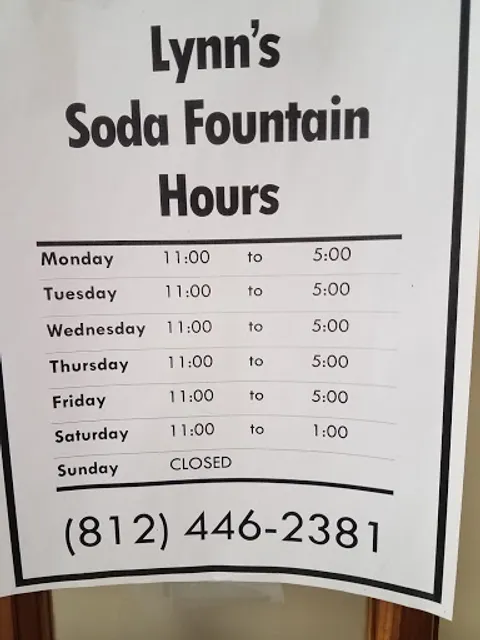 Lynn's
Soda Fountain
Hours
Monday 11:00 to 5:00
Tuesday 11:00 to 5:00
Wednesday 11:00 to 5:00
Thursday 11:00 to 5:00
Friday 11:00 to 5:00
Saturday 11:00 to 1:00
Sunday CLOSED
(812) 446-2381